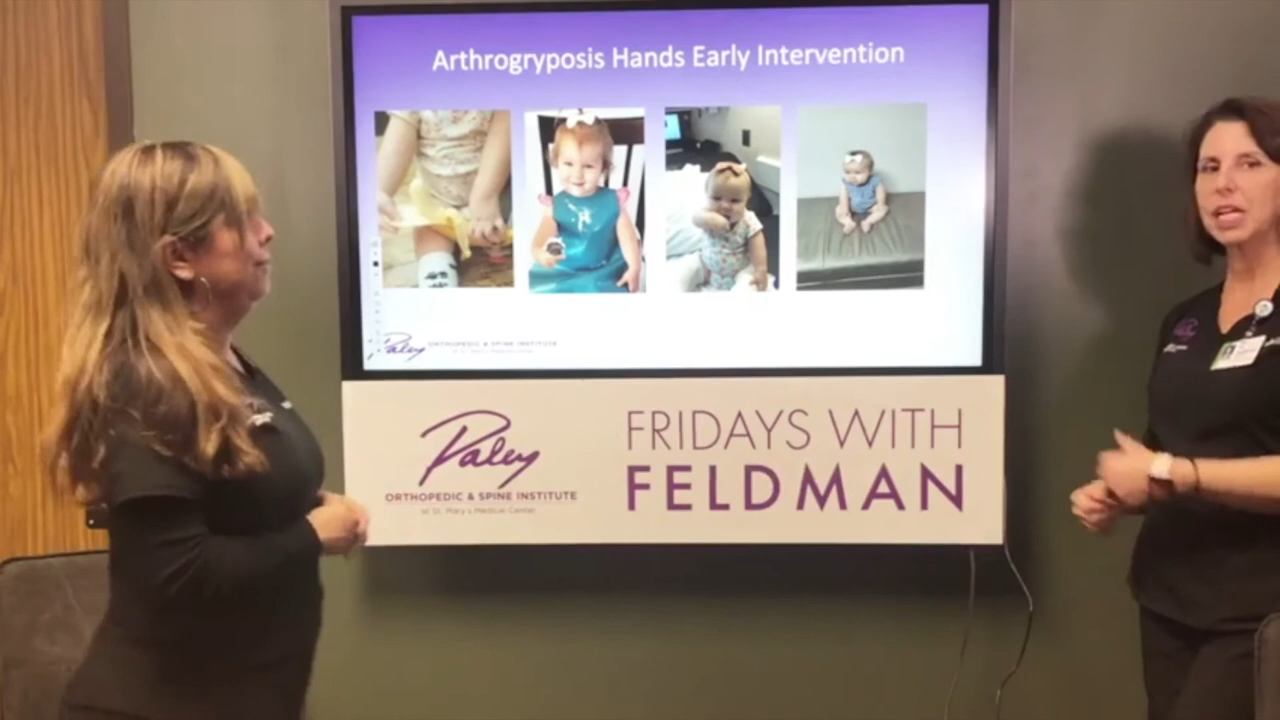 Arthrogryposis Hands Early Intervention
Paley
ORTHOPEDIC & SPINE INSTITUTE
Paley
ORTHOPEDIC & SPINE INSTITUTE
at St. Mary's Medical Center
FRIDAYS WITH
FELDMAN